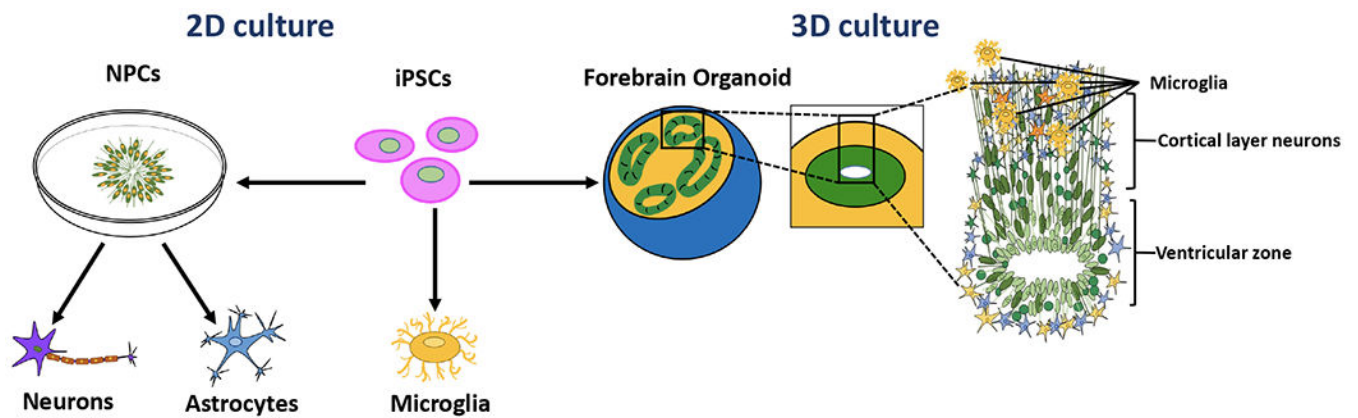 2D culture
3D culture
NPCs
iPSCs
Forebrain Organoid
Microglia
Cortical layer neurons
Ventricular zone
Neurons
Astrocytes
Microglia